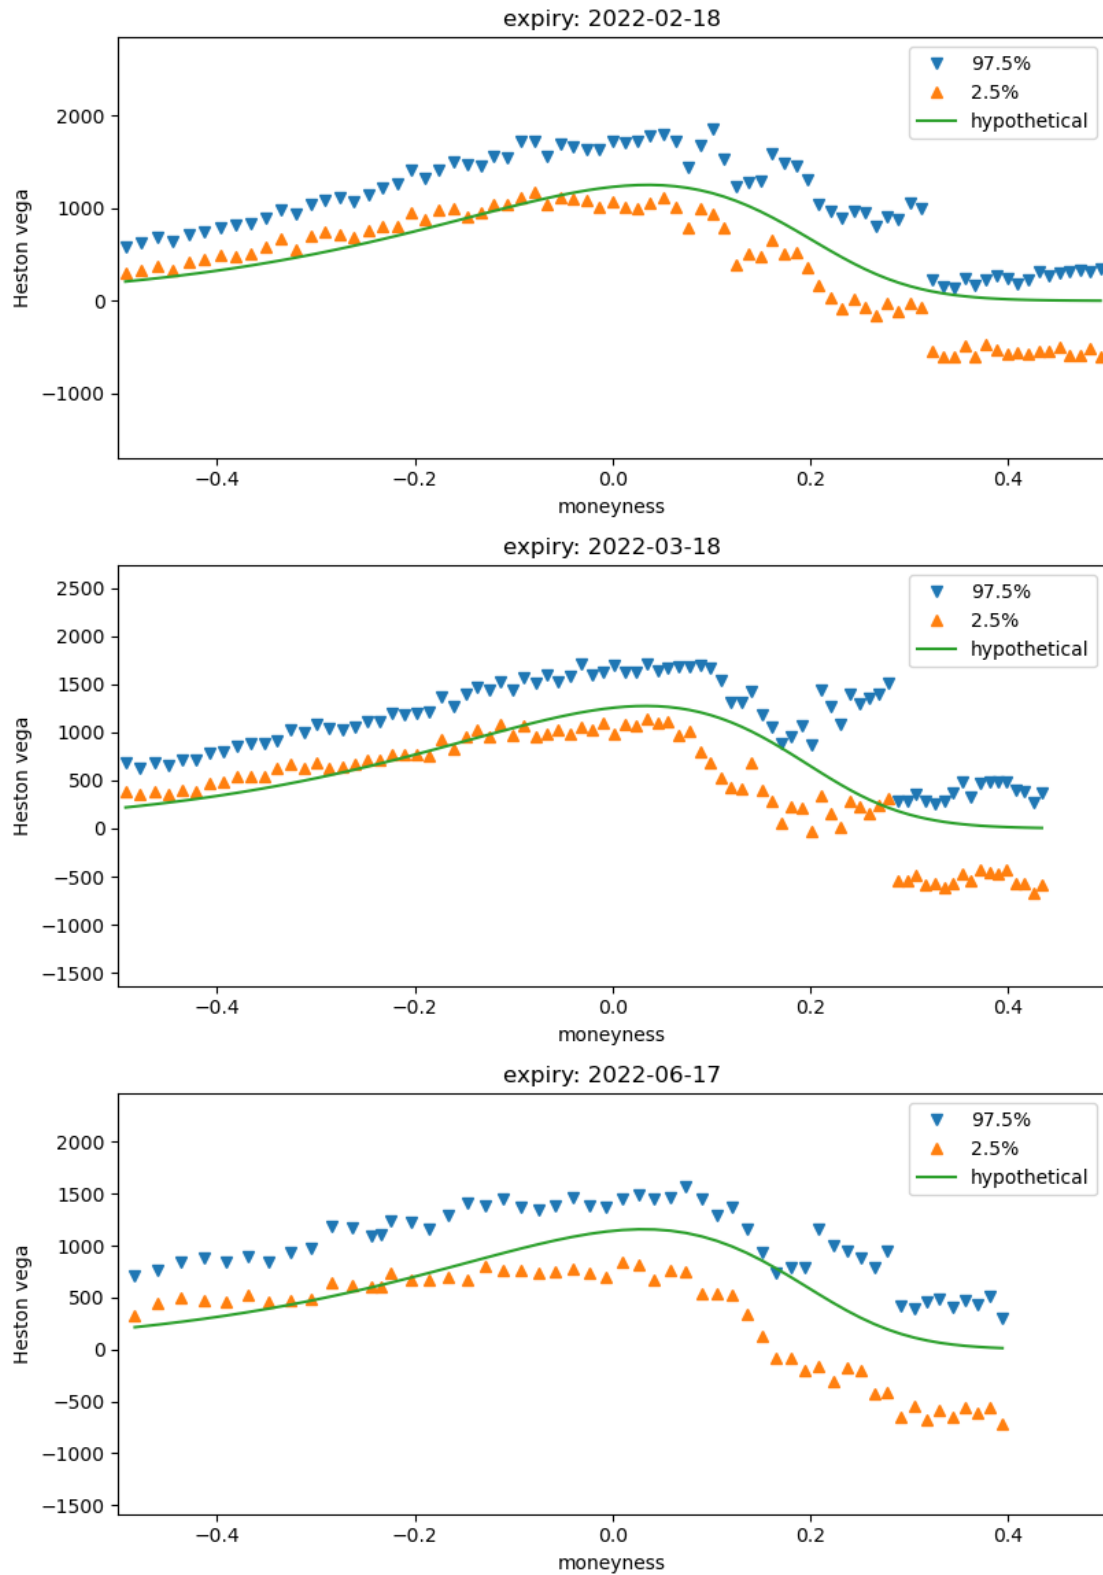 expiry: 2022-02-18
97.5%
2.5%
hypothetical
2000
1000
0
−1000
Heston vega
−0.4 −0.2 0.0 0.2 0.4
moneyness
expiry: 2022-03-18
97.5%
2.5%
hypothetical
2500
2000
1500
1000
500
0
−500
−1000
−1500
Heston vega
−0.4 −0.2 0.0 0.2 0.4
moneyness
expiry: 2022-06-17
97.5%
2.5%
hypothetical
2000
1500
1000
500
0
−500
−1000
−1500
Heston vega
−0.4 −0.2 0.0 0.2 0.4
moneyness